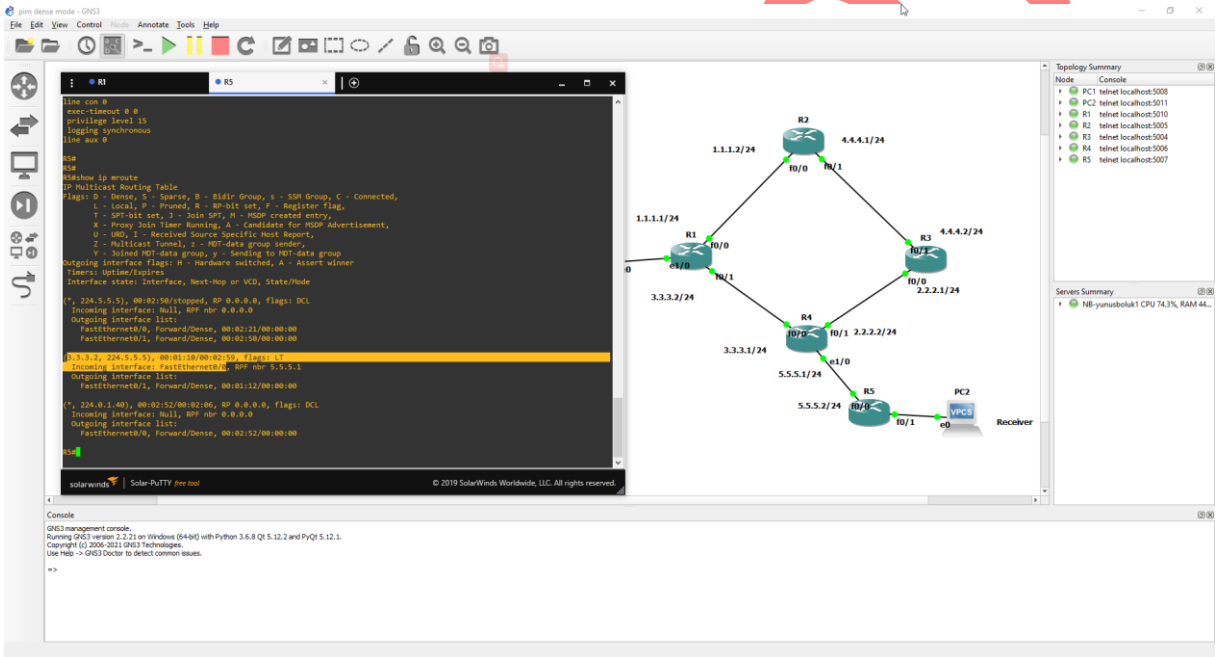 pim dense mode - GNS3
File Edit View Control Node Annotate Tools Help
R1
R5
line con 0
exec-timeout 0 0
privilege level 15
logging synchronous
line aux 0
R5#
R5#
R5#show ip mroute
IP Multicast Routing Table
Flags: D - Dense, S - Sparse, B - Bidir Group, s - SSM Group, C - Connected,
L - Local, P - Pruned, R - RP-bit set, F - Register flag,
T - SPT-bit set, J - Join SPT, M - MSDP created entry,
X - Proxy Join Timer Running, A - Candidate for MSDP Advertisement,
U - URD, I - Received Source Specific Host Report,
Z - Multicast Tunnel, z - MDT-data group sender,
Y - Joined MDT-data group, y - Sending to MDT-data group
Outgoing interface flags: H - Hardware switched, A - Assert winner
Timers: Uptime/Expires
Interface state: Interface, Next-Hop or VCD, State/Mode
(*, 224.5.5.5), 00:02:50/stopped, RP 0.0.0.0, flags: DCL
Incoming interface: Null, RPF nbr 0.0.0.0
Outgoing interface list:
FastEthernet0/0, Forward/Dense, 00:02:21/00:00:00
FastEthernet0/1, Forward/Dense, 00:02:50/00:00:00
(3.3.3.2, 224.5.5.5), 00:01:10/00:02:59, flags: LT
Incoming interface: FastEthernet0/0, RPF nbr 5.5.5.1
Outgoing interface list:
FastEthernet0/1, Forward/Dense, 00:01:12/00:00:00
(*, 224.0.1.40), 00:02:52/00:02:06, RP 0.0.0.0, flags: DCL
Incoming interface: Null, RPF nbr 0.0.0.0
Outgoing interface list:
FastEthernet0/0, Forward/Dense, 00:02:52/00:00:00
R5#
solarwinds Solar-PuTTY free tool
© 2019 SolarWinds Worldwide, LLC. All rights reserved.
R2
1.1.1.2/24
4.4.4.1/24
f0/0
f0/1
1.1.1.1/24
R1
f0/0
e1/0
f0/1
0
3.3.3.2/24
R3
4.4.4.2/24
f0/1
f0/0
2.2.2.1/24
R4
f0/0
f0/1
2.2.2.2/24
3.3.3.1/24
e1/0
5.5.5.1/24
R5
5.5.5.2/24
f0/0
f0/1
PC2
VPCS
e0
Receiver
Topology Summary
Node Console
PC1 telnet localhost:5008
PC2 telnet localhost:5011
R1 telnet localhost:5010
R2 telnet localhost:5005
R3 telnet localhost:5004
R4 telnet localhost:5006
R5 telnet localhost:5007
Servers Summary
NB-yunusboluk1 CPU 74.3%, RAM 44...
Console
GNS3 management console.
Running GNS3 version 2.2.21 on Windows (64-bit) with Python 3.6.8 Qt 5.12.2 and PyQt 5.12.1.
Copyright (c) 2006-2021 GNS3 Technologies.
Use Help -> GNS3 Doctor to detect common issues.
=>